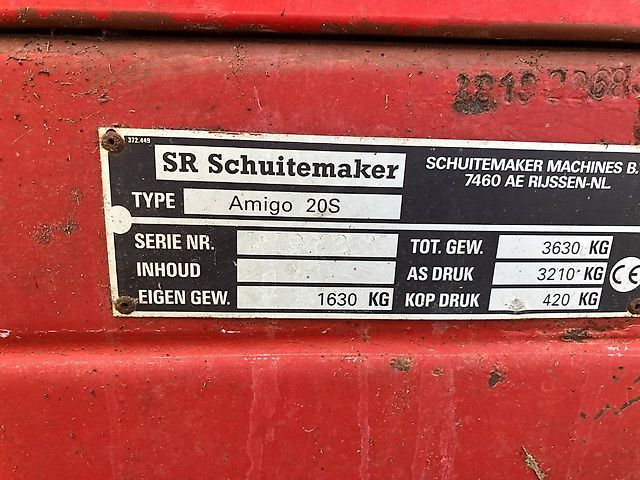 372.449
SR Schuitemaker
SCHUITEMAKER MACHINES B.
7460 AE RIJSSEN-NL.
TYPE Amigo 20S
SERIE NR.
TOT. GEW. 3630 KG
INHOUD
AS DRUK 3210 KG
CE
EIGEN GEW. 1630 KG
KOP DRUK 420 KG